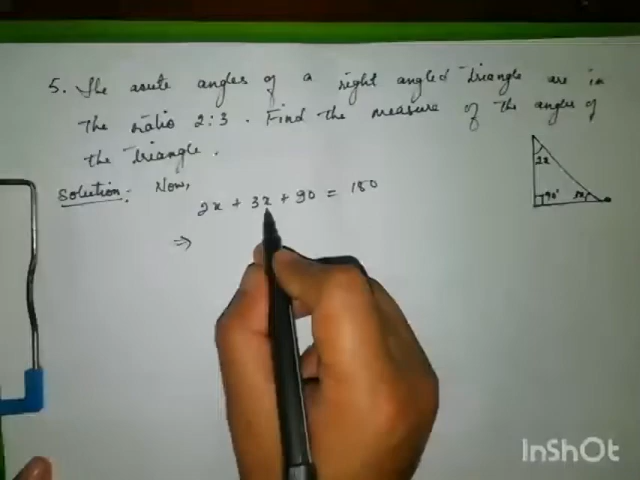 5. The acute angles of a right angled triangle are in
the ratio 2:3. Find the measure of the angles of
the triangle.
Solution: Now,
2x + 3x + 90 = 180
⇒
2x
90°
3x
InShOt